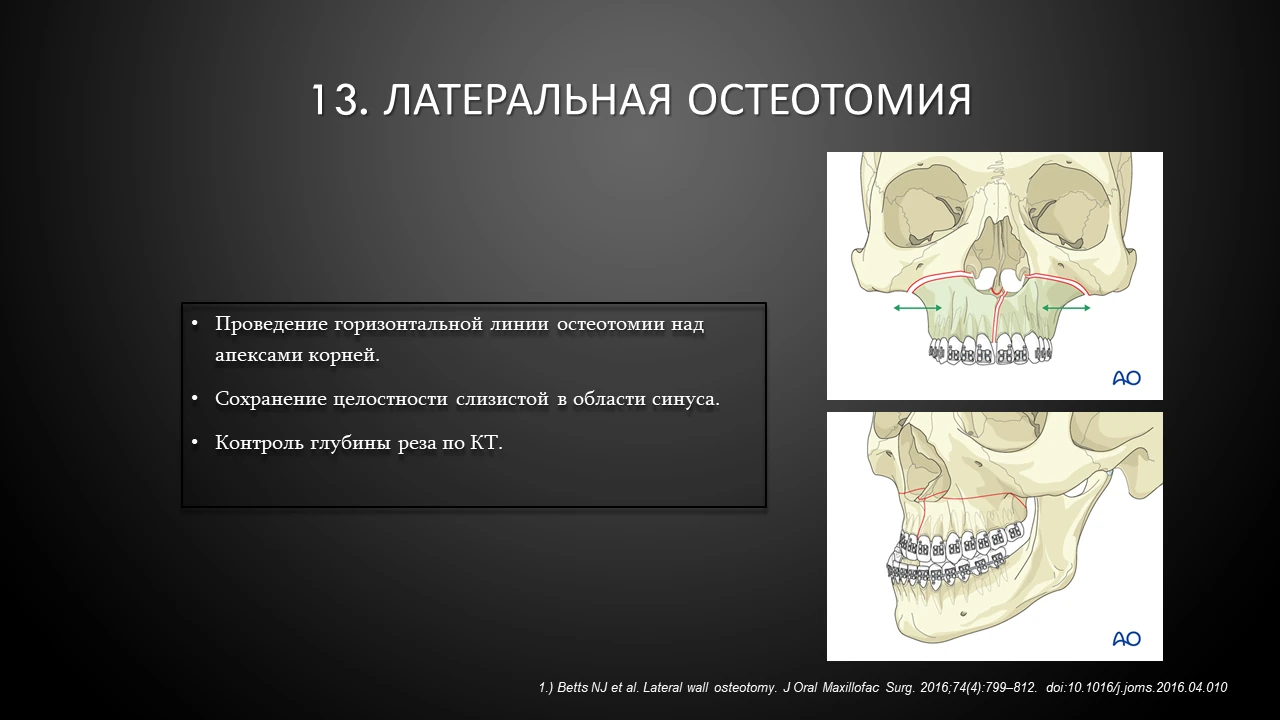 13. ЛАТЕРАЛЬНАЯ ОСТЕОТОМИЯ
• Проведение горизонтальной линии остеотомии над
апексами корней.
• Сохранение целостности слизистой в области синуса.
• Контроль глубины реза по КТ.
AO
AO
1.) Betts NJ et al. Lateral wall osteotomy. J Oral Maxillofac Surg. 2016;74(4):799–812. doi:10.1016/j.joms.2016.04.010